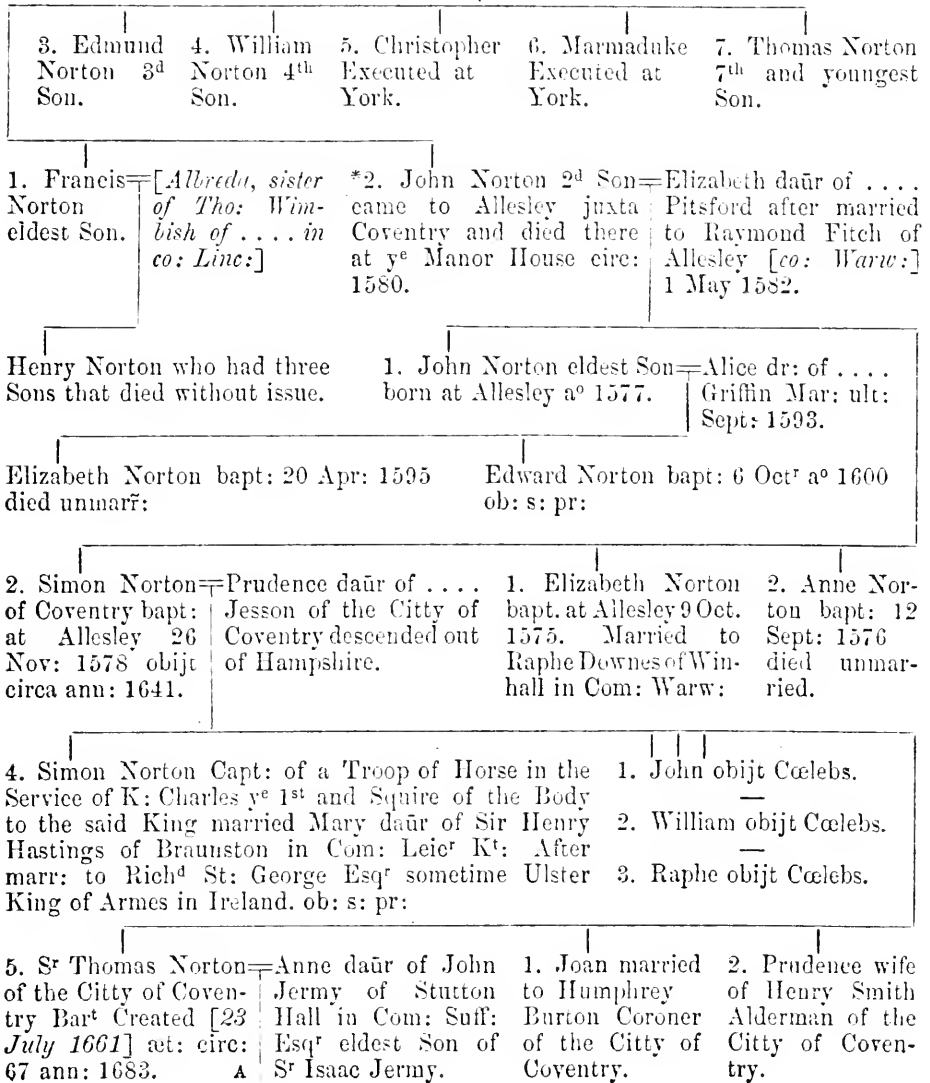 3. Edmund Norton 3d Son.
4. William Norton 4th Son.
5. Christopher Executed at York.
6. Marmaduke Executed at York.
7. Thomas Norton 7th and youngest Son.
1. Francis Norton eldest Son.
[Albreda, sister of Tho: Wimbish of .... in co: Linc:]
*2. John Norton 2d Son came to Allesley juxta Coventry and died there at ye Manor House circ: 1580.
Elizabeth daūr of .... Pitsford after married to Raymond Fitch of Allesley [co: Warw:] 1 May 1582.
Henry Norton who had three
Sons that died without issue.
1. John Norton eldest Son
born at Allesley ao 1577.
Alice dr: of ....
Griffin Mar: ult:
Sept: 1593.
Elizabeth Norton bapt: 20 Apr: 1595
died unmarr̃:
Edward Norton bapt: 6 Octr ao 1600
ob: s: pr:
2. Simon Norton
of Coventry bapt:
at Allesley 26
Nov: 1578 obijt
circa ann: 1641.
Prudence daūr of ....
Jesson of the Citty of
Coventry descended out
of Hampshire.
1. Elizabeth Norton
bapt. at Allesley 9 Oct.
1575. Married to
Raphe Downes of Win-
hall in Com: Warw:
2. Anne Nor-
ton bapt: 12
Sept: 1576
died unmar-
ried.
4. Simon Norton Capt: of a Troop of Horse in the
Service of K: Charles ye 1st and Squire of the Body
to the said King married Mary daūr of Sir Henry
Hastings of Braunston in Com: Leicr Kt: After
marr: to Richd St: George Esqr sometime Ulster
King of Armes in Ireland. ob: s: pr:
1. John obijt Cœlebs.
2. William obijt Cœlebs.
3. Raphe obijt Cœlebs.
5. Sr Thomas Norton
of the Citty of Coven-
try Bart Created [23
July 1661] æt: circ:
67 ann: 1683.
A
Anne daūr of John
Jermy of Stutton
Hall in Com: Suff:
Esqr eldest Son of
Sr Isaac Jermy.
1. Joan married
to Humphrey
Burton Coroner
of the Citty of
Coventry.
2. Prudence wife
of Henry Smith
Alderman of the
Citty of Coven-
try.